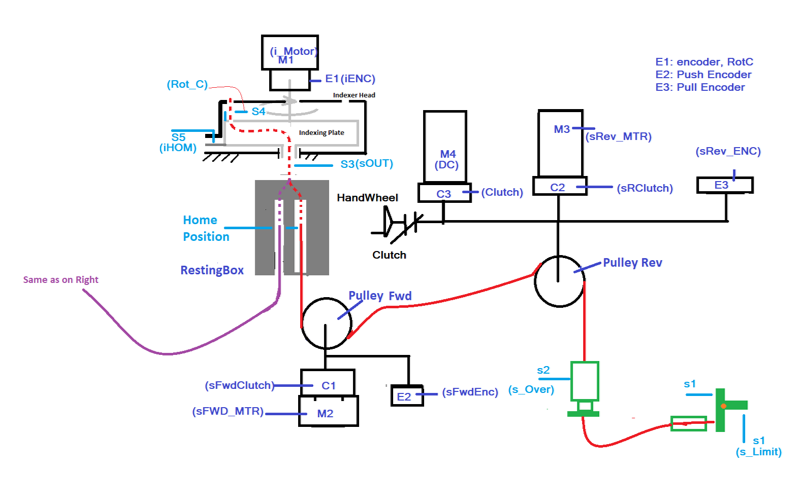 (i_Motor)
M1
E1(iENC)
(Rot_C)
Indexer Head
S4
Indexing Plate
S5
(iHOM)
S3(sOUT)
E1: encoder, RotC
E2: Push Encoder
E3: Pull Encoder
M4
(DC)
M3
(sRev_MTR)
(sRev_ENC)
C3
(Clutch)
C2
(sRClutch)
E3
HandWheel
Clutch
Home
Position
RestingBox
Same as on Right
Pulley Fwd
Pulley Rev
(sFwdClutch)
C1
(sFWD_MTR)
M2
E2
(sFwdEnc)
s2
(s_Over)
s1
s1
(s_Limit)